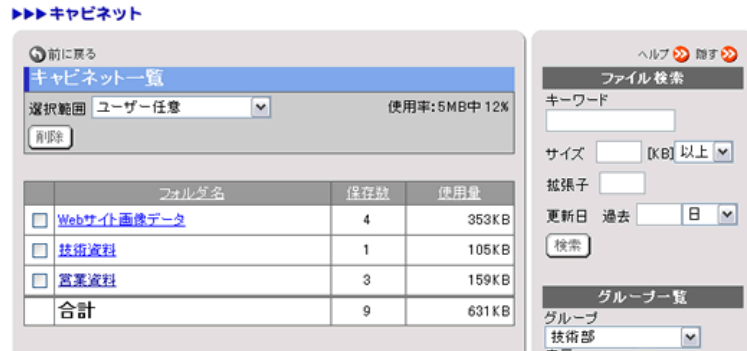 ▶▶▶キャビネット
前に戻る
キャビネット一覧
選択範囲 ユーザー任意 使用率:5MB中12%
削除
フォルダ名 保存数 使用量
Webサイト画像データ 4 353KB
技術資料 1 105KB
営業資料 3 159KB
合計 9 631KB
ヘルプ 隠す
ファイル検索
キーワード
サイズ [KB] 以上
拡張子
更新日 過去 日
検索
グループ一覧
グループ
技術部